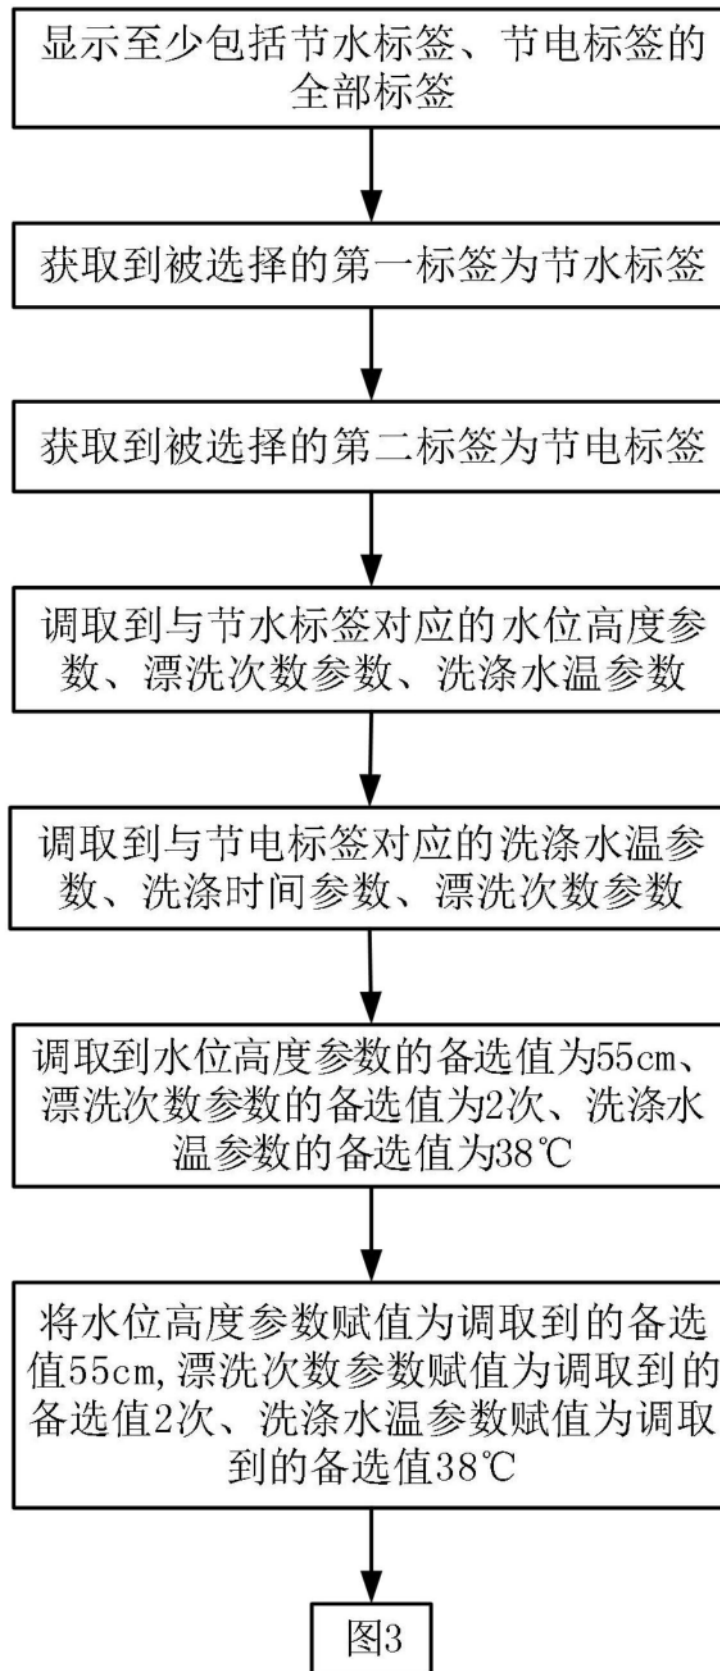 显示至少包括节水标签、节电标签的
全部标签
获取到被选择的第一标签为节水标签
获取到被选择的第二标签为节电标签
调取到与节水标签对应的水位高度参
数、漂洗次数参数、洗涤水温参数
调取到与节电标签对应的洗涤水温参
数、洗涤时间参数、漂洗次数参数
调取到水位高度参数的备选值为55cm、
漂洗次数参数的备选值为2次、洗涤水
温参数的备选值为38℃
将水位高度参数赋值为调取到的备选
值55cm,漂洗次数参数赋值为调取到的
备选值2次、洗涤水温参数赋值为调取
到的备选值38℃
图3